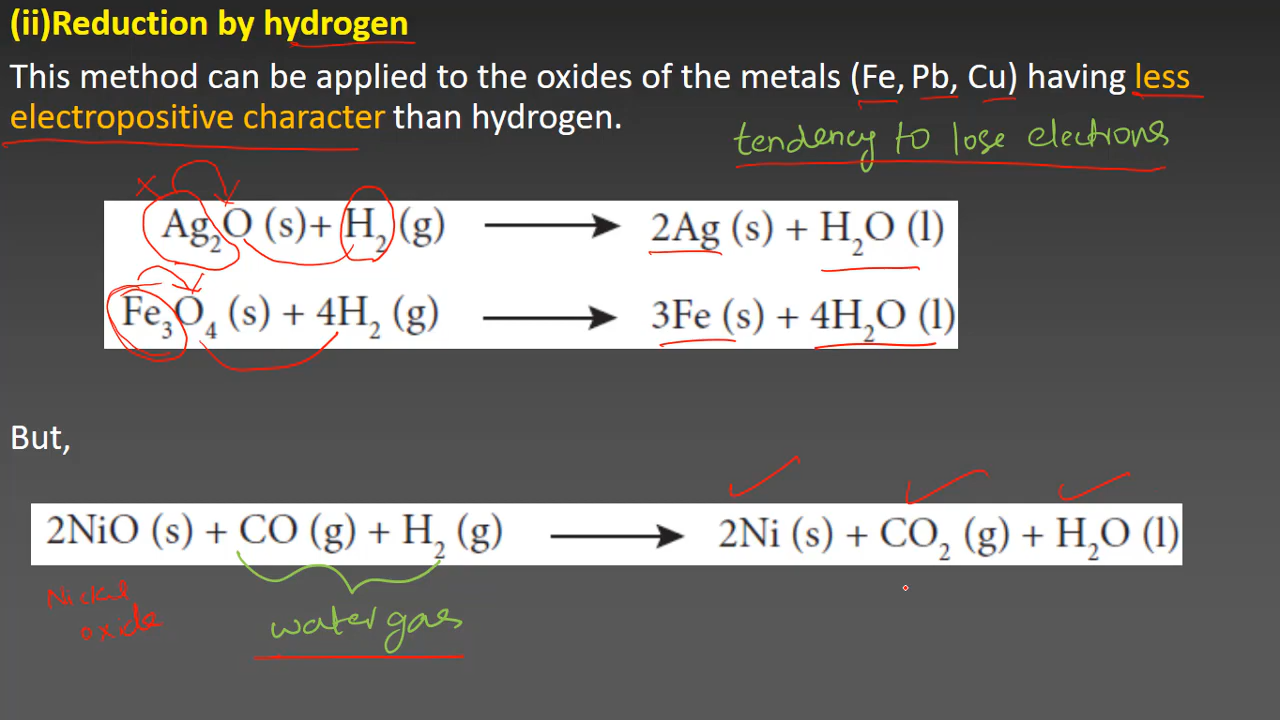 (ii)Reduction by hydrogen
This method can be applied to the oxides of the metals (Fe, Pb, Cu) having less
electropositive character than hydrogen.
tendency to lose electrons
Ag₂O (s)+ H₂ (g) ⟶ 2Ag (s) + H₂O (l)
Fe₃O₄ (s) + 4H₂ (g) ⟶ 3Fe (s) + 4H₂O (l)
But,
2NiO (s) + CO (g) + H₂ (g) ⟶ 2Ni (s) + CO₂ (g) + H₂O (l)
Nickel
oxide
water gas